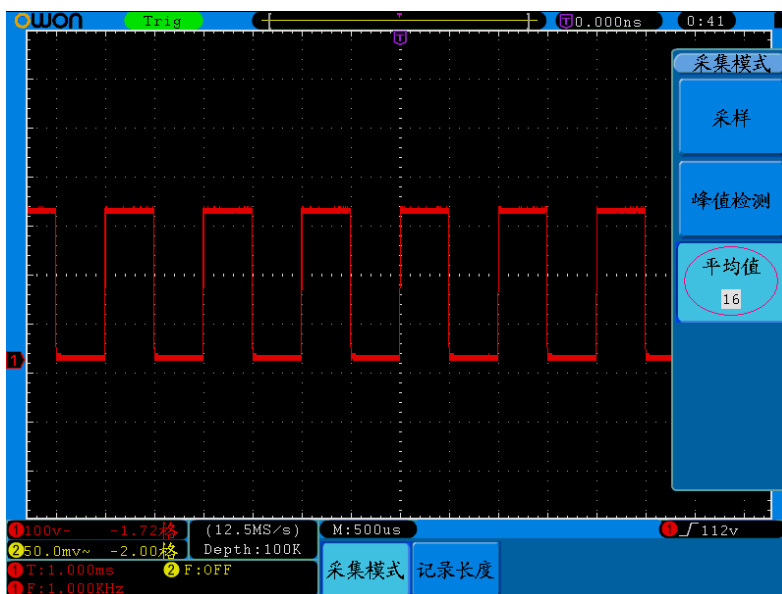 owon Trig T 0.000ns 0:41
T
采集模式
采样
峰值检测
平均值
16
1
1 100v- -1.72格 (12.5MS/s) M:500us 1 112v
2 50.0mv~ -2.00格 Depth:100K
1 T:1.000ms 2 F:OFF
1 F:1.000KHz
采集模式 记录长度